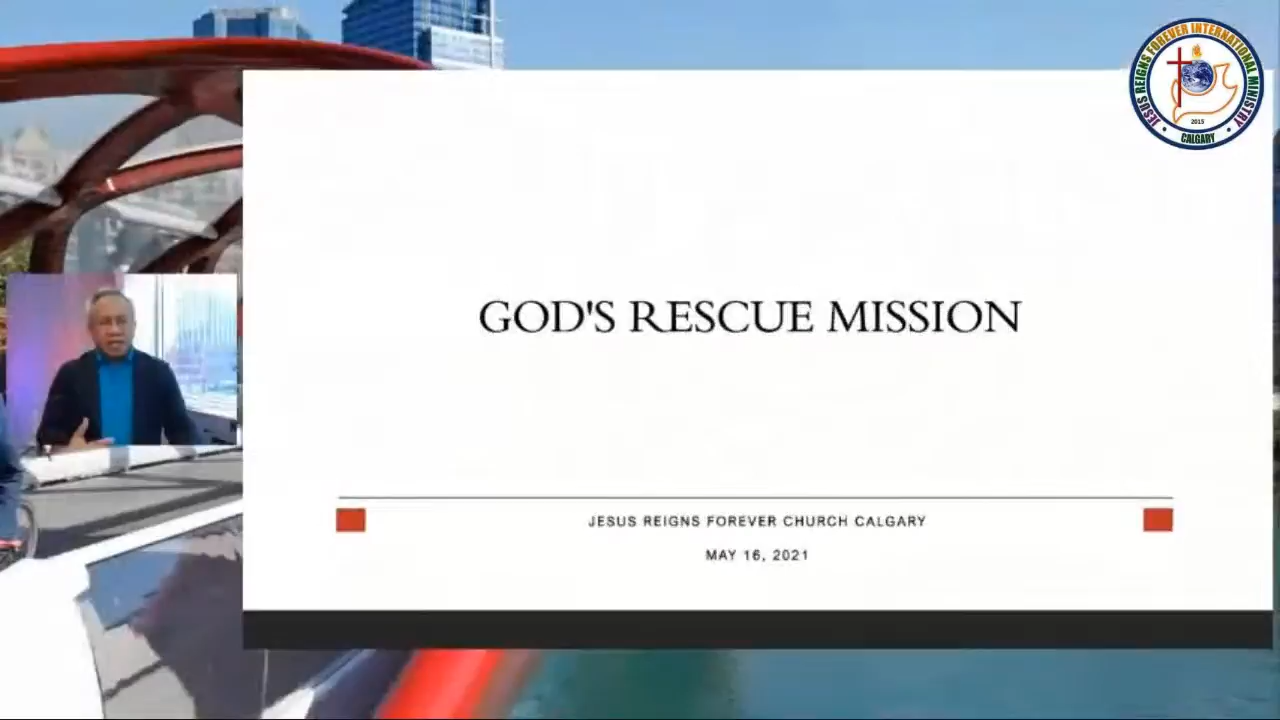 JESUS REIGNS FOREVER INTERNATIONAL MINISTRY
2015
• CALGARY •
GOD'S RESCUE MISSION
JESUS REIGNS FOREVER CHURCH CALGARY
MAY 16, 2021